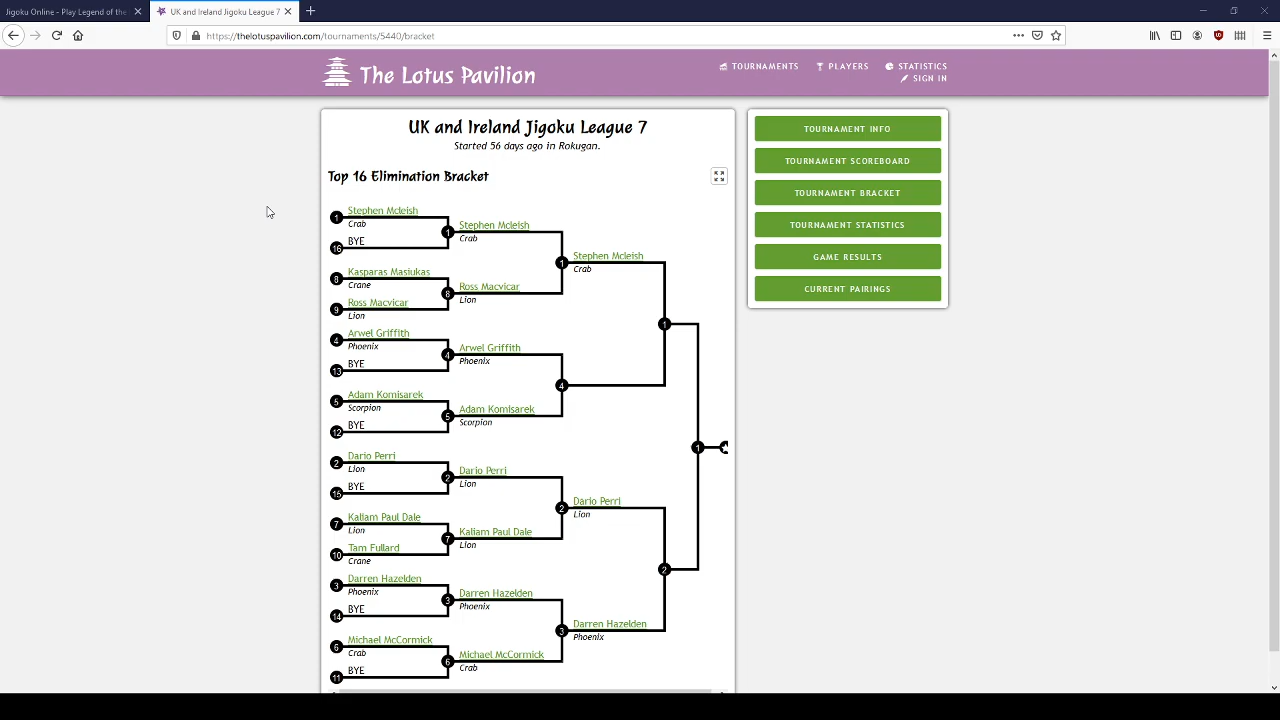 Jigoku Online - Play Legend of the
UK and Ireland Jigoku League 7
https://thelotuspavilion.com/tournaments/5440/bracket
The Lotus Pavilion
TOURNAMENTS
PLAYERS
STATISTICS
SIGN IN
UK and Ireland Jigoku League 7
Started 56 days ago in Rokugan.
Top 16 Elimination Bracket
1 Stephen Mcleish
Crab
16 BYE
8 Kasparas Masiukas
Crane
9 Ross Macvicar
Lion
4 Arwel Griffith
Phoenix
13 BYE
5 Adam Komisarek
Scorpion
12 BYE
2 Dario Perri
Lion
15 BYE
7 Kaliam Paul Dale
Lion
10 Tam Fullard
Crane
3 Darren Hazelden
Phoenix
14 BYE
6 Michael McCormick
Crab
11 BYE
1 Stephen Mcleish
Crab
8 Ross Macvicar
Lion
4 Arwel Griffith
Phoenix
5 Adam Komisarek
Scorpion
2 Dario Perri
Lion
7 Kaliam Paul Dale
Lion
3 Darren Hazelden
Phoenix
6 Michael McCormick
Crab
1 Stephen Mcleish
Crab
4
2 Dario Perri
Lion
3 Darren Hazelden
Phoenix
1
2
1
TOURNAMENT INFO
TOURNAMENT SCOREBOARD
TOURNAMENT BRACKET
TOURNAMENT STATISTICS
GAME RESULTS
CURRENT PAIRINGS